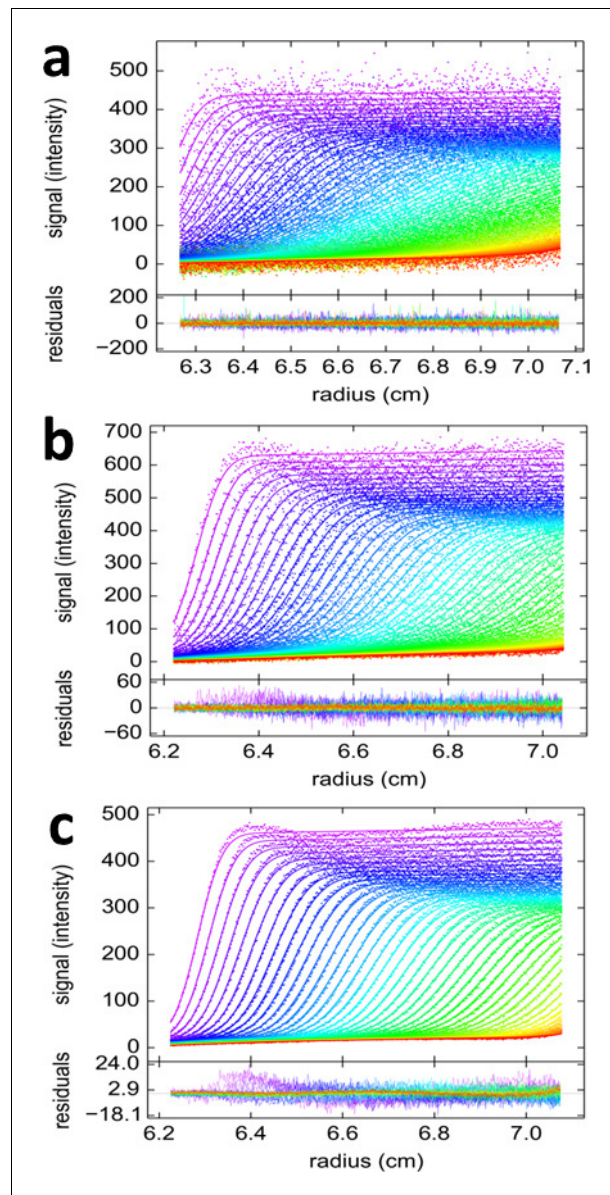 a
500
400
300
200
100
0
signal (intensity)
200
0
−200
residuals
6.3 6.4 6.5 6.6 6.7 6.8 6.9 7.0 7.1
radius (cm)
b
700
600
500
400
300
200
100
0
signal (intensity)
60
0
−60
residuals
6.2 6.4 6.6 6.8 7.0
radius (cm)
c
500
400
300
200
100
0
signal (intensity)
24.0
2.9
−18.1
residuals
6.2 6.4 6.6 6.8 7.0
radius (cm)